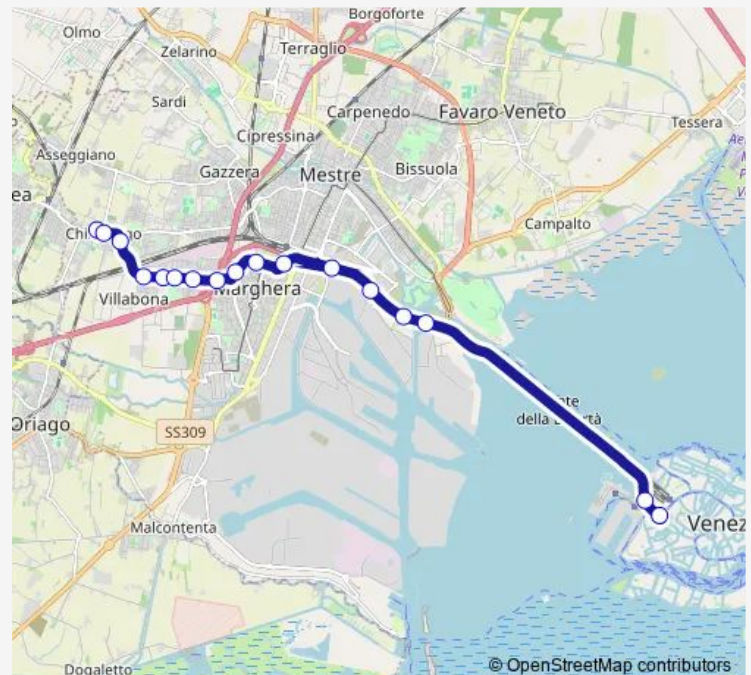 Borgoforte
Olmo
Zelarino
Terraglio
Sardi
Carpenedo
Favaro Veneto
Tessera
Cipressina
Asseggiano
Gazzera
Mestre
Bissuola
ea
Campalto
Villabona
Marghera
della
Oriago
SS309
Malcontenta
Venez
Dogaletto
© OpenStreetMap contributors